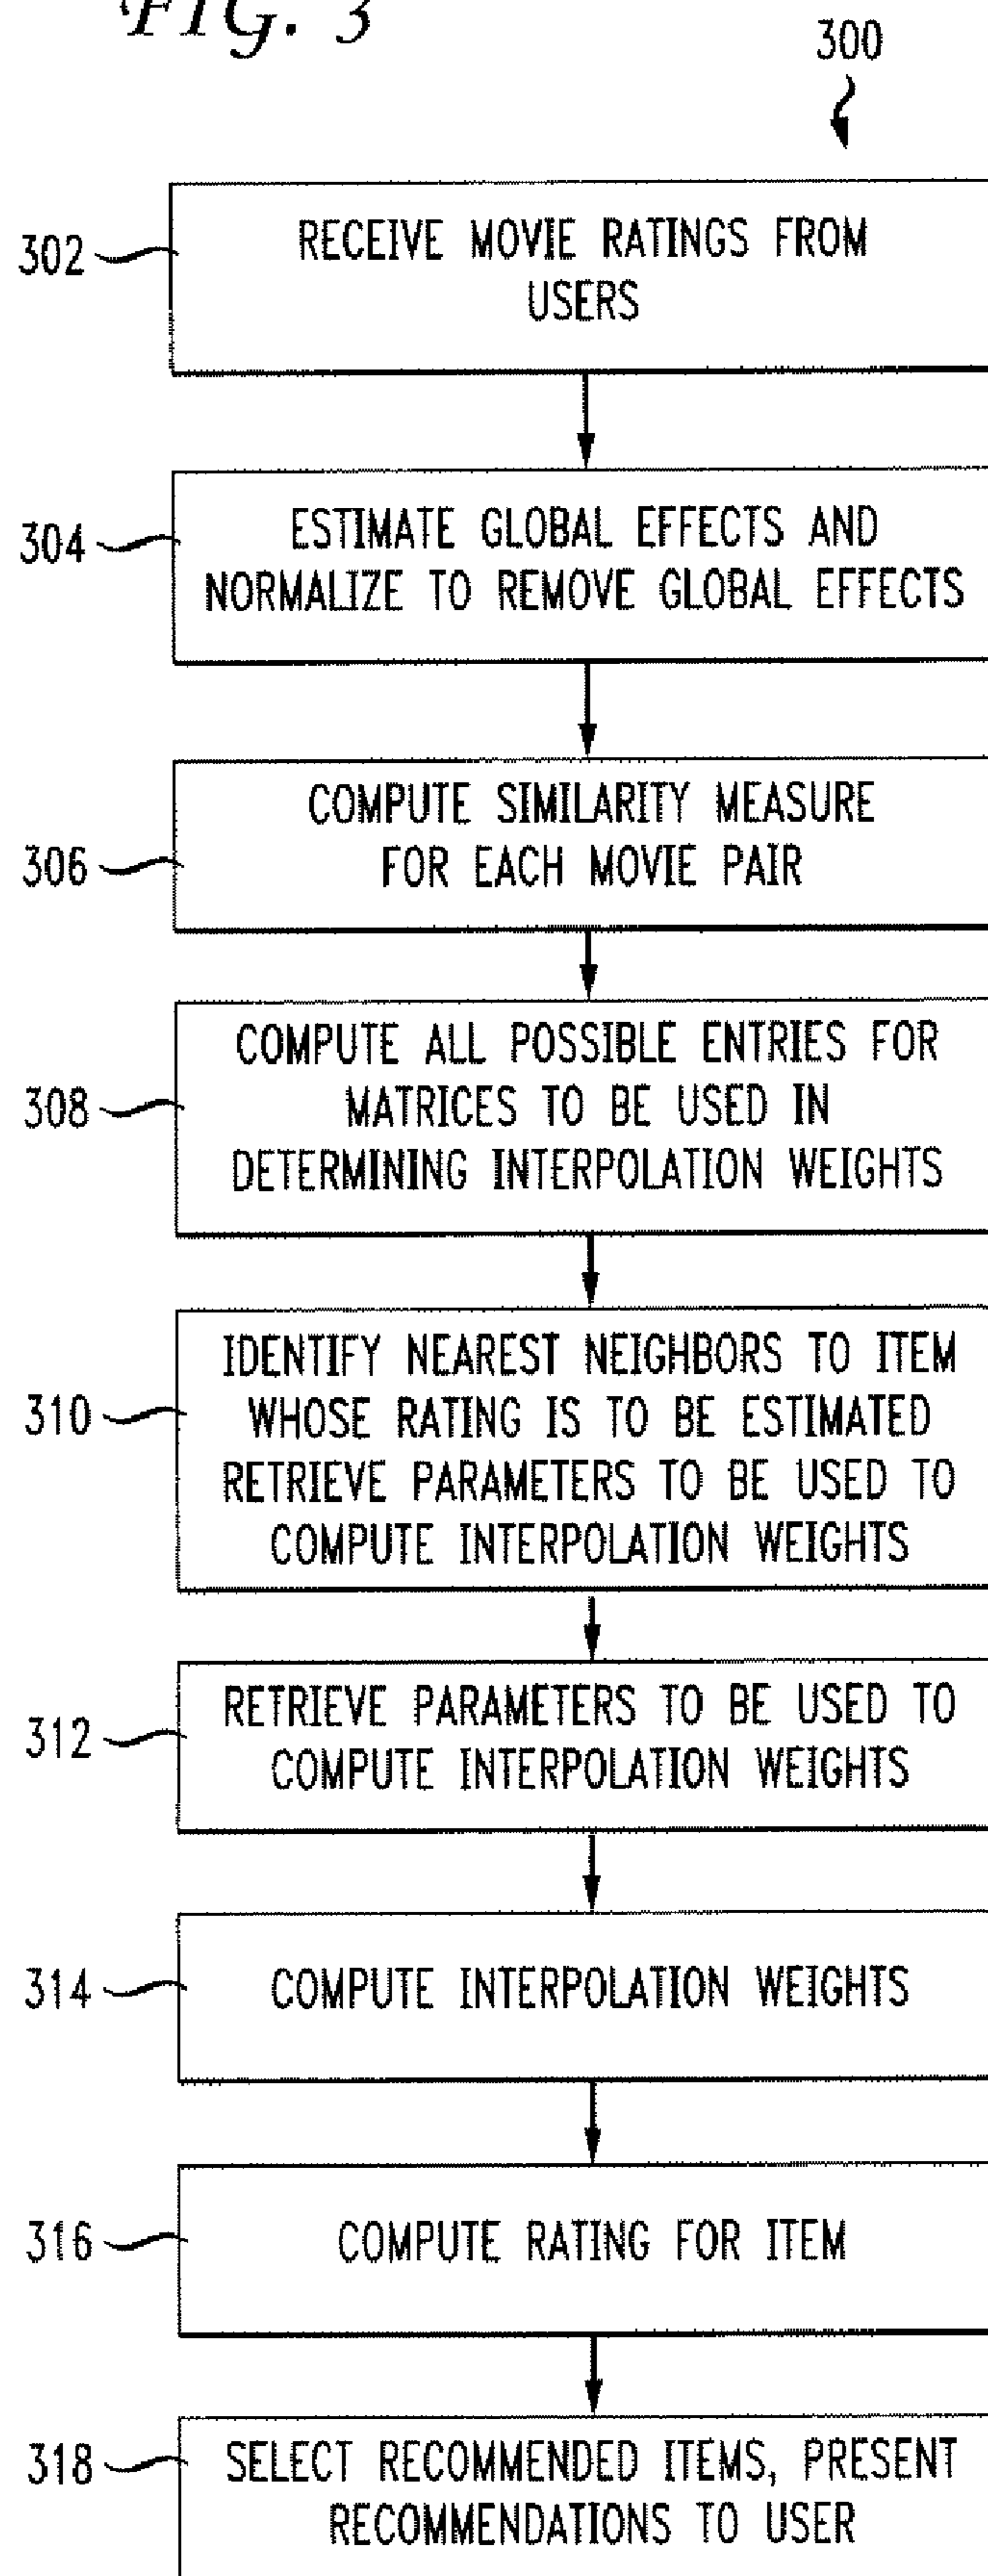 FIG. 3
300
302
RECEIVE MOVIE RATINGS FROM
USERS
304
ESTIMATE GLOBAL EFFECTS AND
NORMALIZE TO REMOVE GLOBAL EFFECTS
306
COMPUTE SIMILARITY MEASURE
FOR EACH MOVIE PAIR
308
COMPUTE ALL POSSIBLE ENTRIES FOR
MATRICES TO BE USED IN
DETERMINING INTERPOLATION WEIGHTS
310
IDENTIFY NEAREST NEIGHBORS TO ITEM
WHOSE RATING IS TO BE ESTIMATED
RETRIEVE PARAMETERS TO BE USED TO
COMPUTE INTERPOLATION WEIGHTS
312
RETRIEVE PARAMETERS TO BE USED TO
COMPUTE INTERPOLATION WEIGHTS
314
COMPUTE INTERPOLATION WEIGHTS
316
COMPUTE RATING FOR ITEM
318
SELECT RECOMMENDED ITEMS, PRESENT
RECOMMENDATIONS TO USER